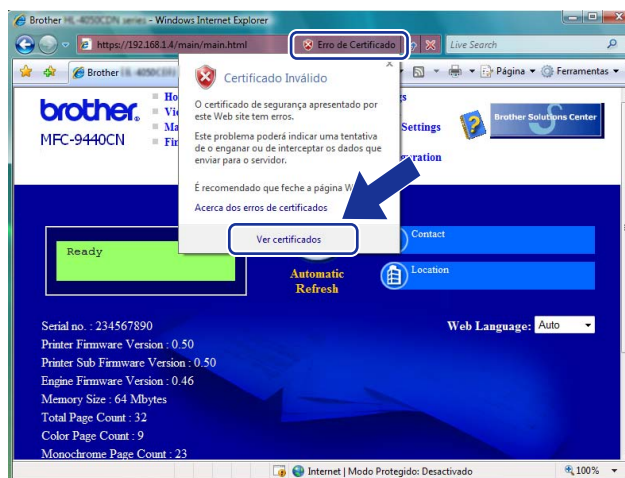 Brother HL-4050CDN series - Windows Internet Explorer
https://192.168.1.4/main/main.html
Erro de Certificado
Live Search
Brother
Página
Ferramentas
brother
MFC-9440CN
Certificado Inválido
O certificado de segurança apresentado por
este Web site tem erros.
Este problema poderá indicar uma tentativa
de o enganar ou de interceptar os dados que
enviar para o servidor.
É recomendado que feche a página
Acerca dos erros de certificados
Ver certificados
Settings
Brother Solutions Center
Ready
Automatic
Refresh
Contact
Location
Serial no. : 234567890
Web Language: Auto
Printer Firmware Version : 0.50
Printer Sub Firmware Version : 0.50
Engine Firmware Version : 0.46
Memory Size : 64 Mbytes
Total Page Count : 32
Color Page Count : 9
Monochrome Page Count : 23
Internet | Modo Protegido: Desactivado
100%